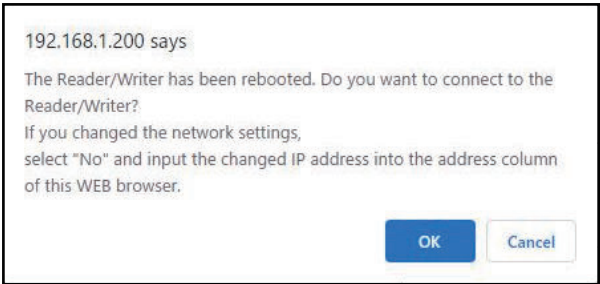 192.168.1.200 says
The Reader/Writer has been rebooted. Do you want to connect to the
Reader/Writer?
If you changed the network settings,
select "No" and input the changed IP address into the address column
of this WEB browser.
OK
Cancel